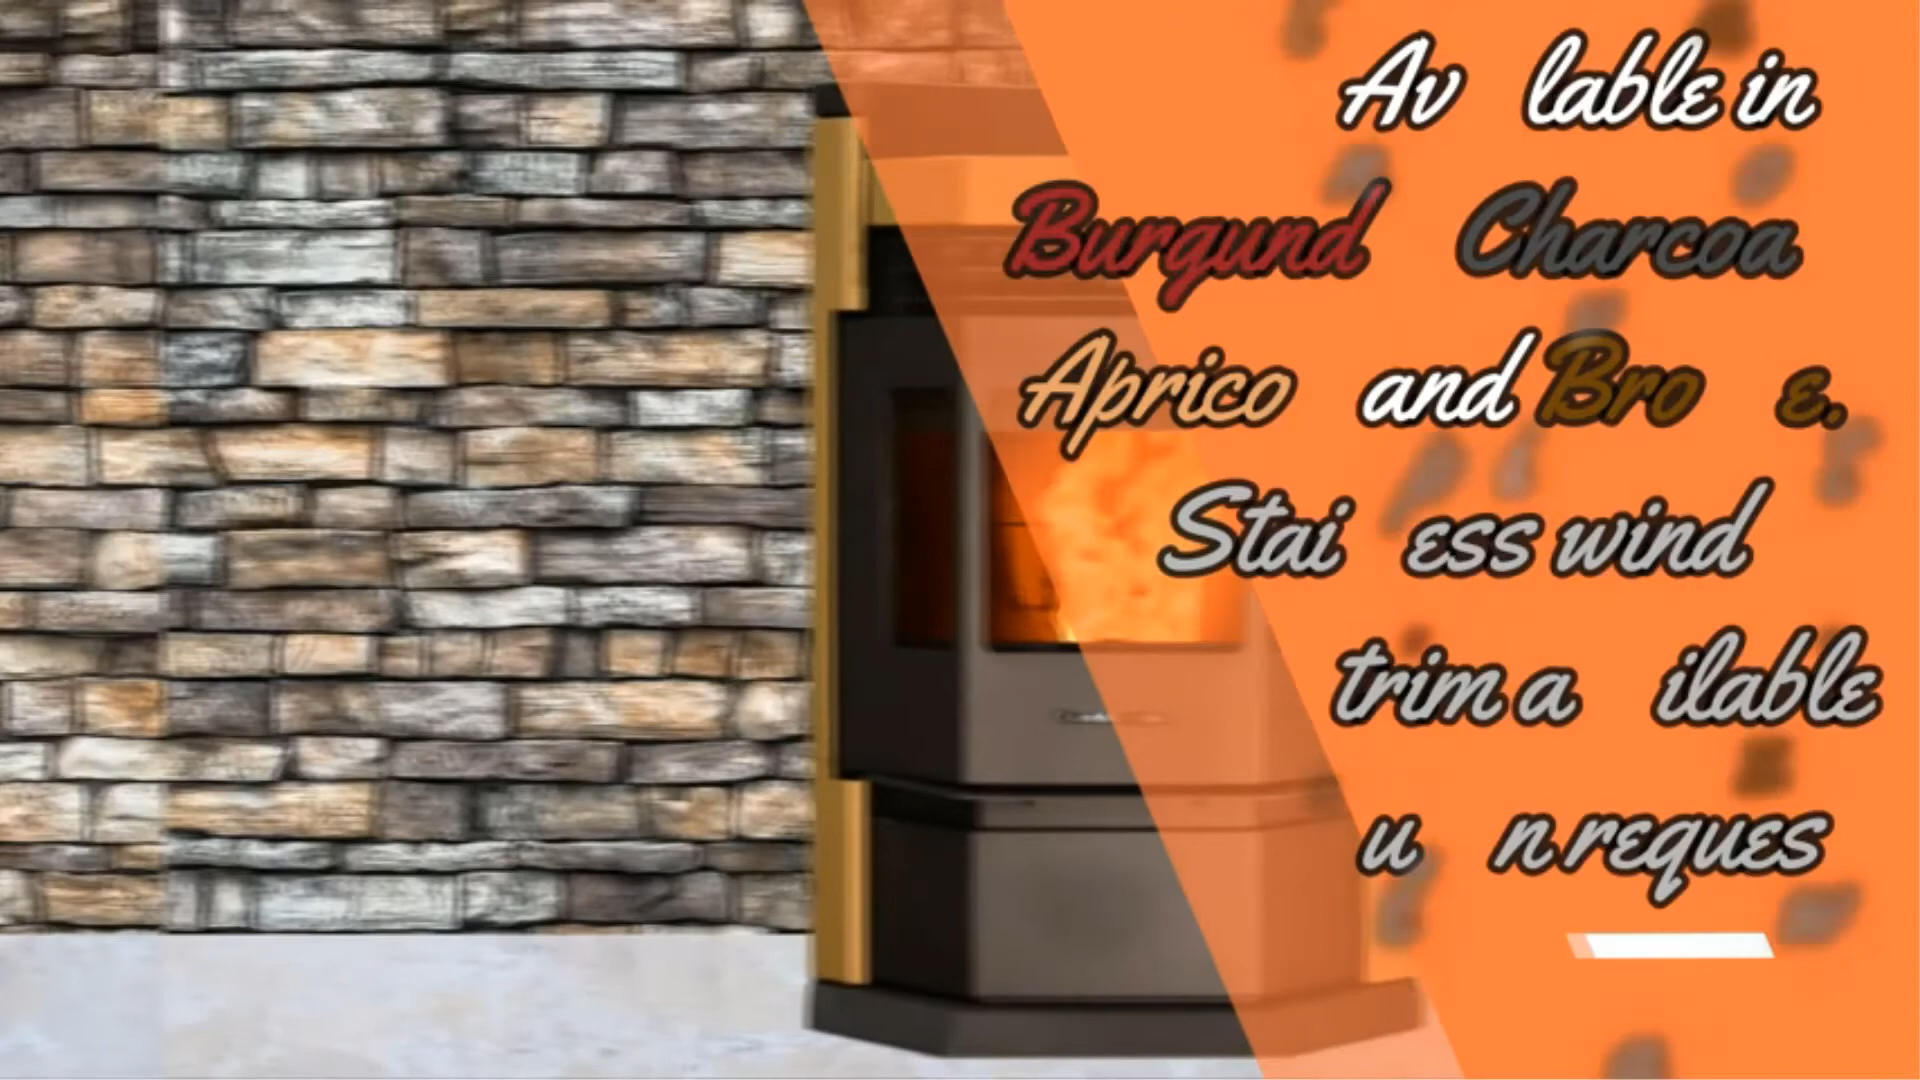 Av lable in
Burgund Charcoa
Aprico and Bro e.
Stai ess wind
trim a ilable
u n reques